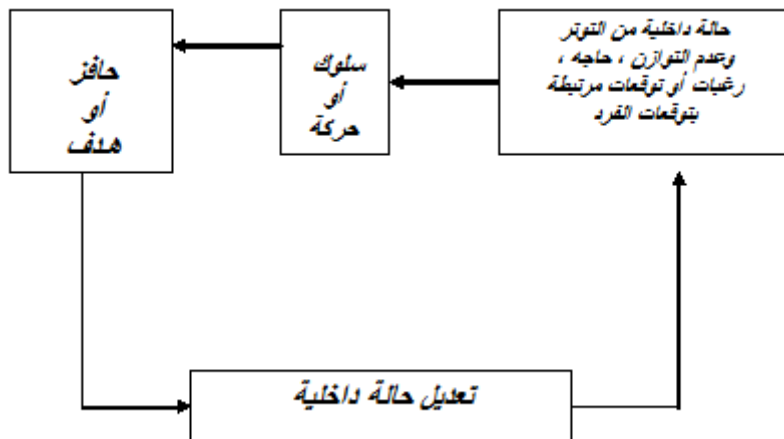 حالة داخلية من التوتر
وعدم التوازن ، حاجه ،
رغبات أو توقعات مرتبطة
بتوقعات الفرد
سلوك
أو
حركة
حافز
أو
هدف
تعديل حالة داخلية